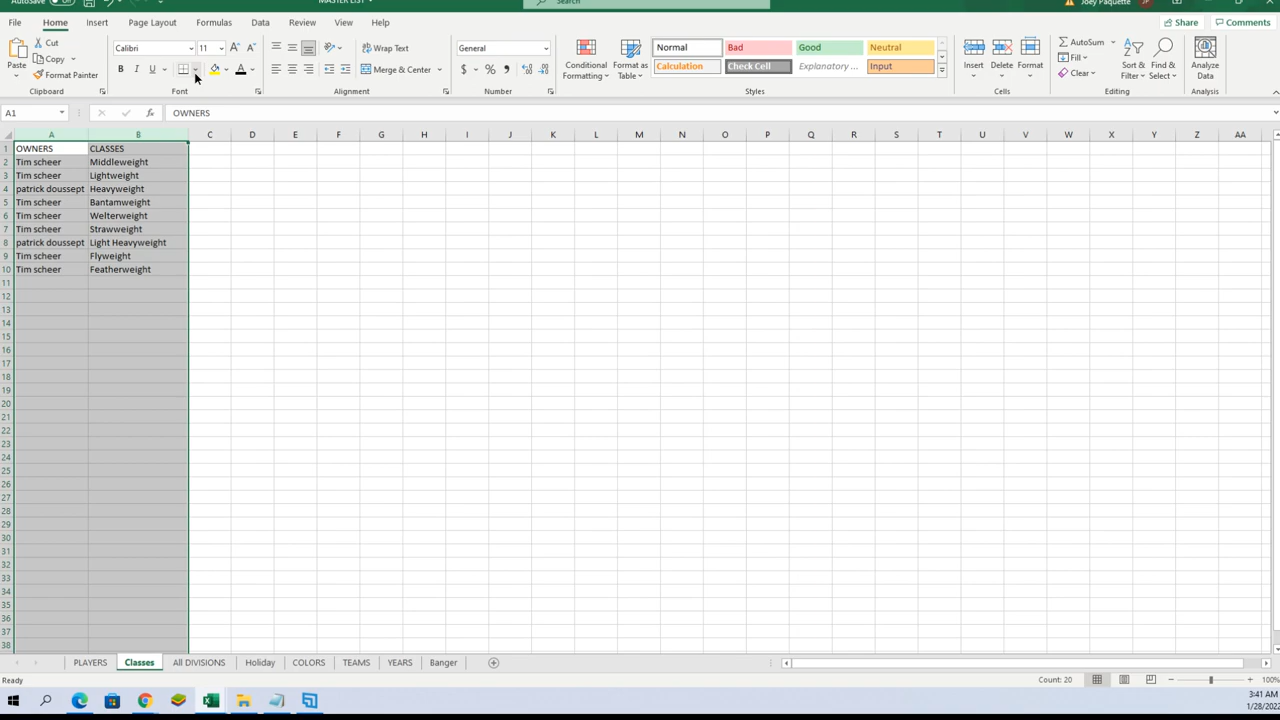 AutoSave Off MASTER LIST Search Joey Paquette JP
File Home Insert Page Layout Formulas Data Review View Help Share Comments
Paste Cut Copy Format Painter Clipboard
Calibri 11 A A B I U A Font
Wrap Text Merge & Center Alignment
General $ % Number
Conditional Formatting Format as Table
Normal Bad Good Neutral
Calculation Check Cell Explanatory ... Input
Styles
Insert Delete Format Cells
AutoSum Fill Clear Sort & Filter Find & Select Editing
Analyze Data Analysis
A1 fx OWNERS
A B C D E F G H I J K L M N O P Q R S T U V W X Y Z AA
1 OWNERS CLASSES
2 Tim scheer Middleweight
3 Tim scheer Lightweight
4 patrick doussept Heavyweight
5 Tim scheer Bantamweight
6 Tim scheer Welterweight
7 Tim scheer Strawweight
8 patrick doussept Light Heavyweight
9 Tim scheer Flyweight
10 Tim scheer Featherweight
11
12
13
14
15
16
17
18
19
20
21
22
23
24
25
26
27
28
29
30
31
32
33
34
35
36
37
38
PLAYERS Classes All DIVISIONS Holiday COLORS TEAMS YEARS Banger
Ready Count: 20 100%
3:41 AM
1/28/2022